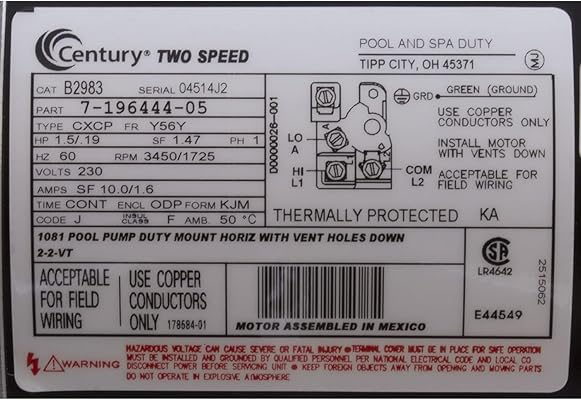 Century® TWO SPEED
POOL AND SPA DUTY
TIPP CITY, OH 45371
MJ
CAT B2983 SERIAL 04514J2
PART 7-196444-05
TYPE CXCP FR Y56Y
HP 1.5/.19 SF 1.47 PH 1
HZ 60 RPM 3450/1725
VOLTS 230
AMPS SF 10.0/1.6
TIME CONT ENCL ODP FORM KJM
CODE J INSUL CLASS F AMB. 50 °C
D0000026-001
GRD GREEN (GROUND)
A
LO
A
HI
L1
L1
L2
COM
L2
USE COPPER
CONDUCTORS ONLY
INSTALL MOTOR
WITH VENTS DOWN
ACCEPTABLE FOR
FIELD WIRING
THERMALLY PROTECTED KA
1081 POOL PUMP DUTY MOUNT HORIZ WITH VENT HOLES DOWN
2-2-VT
ACCEPTABLE
FOR FIELD
WIRING
USE COPPER
CONDUCTORS
ONLY 178584-01
MOTOR ASSEMBLED IN MEXICO
SA
LR4642
E44549
2515062
WARNING
HAZARDOUS VOLTAGE CAN CAUSE SEVERE OR FATAL INJURY ● TERMINAL COVER MUST BE IN PLACE FOR SAFE OPERATION
MUST BE INSTALLED AND GROUNDED BY QUALIFIED PERSONNEL PER NATIONAL ELECTRICAL CODE AND LOCAL CO
DISCONNECT POWER BEFORE SERVICING UNIT ● KEEP FOREIGN OBJECTS AWAY FROM OPENING AND MOVING PARTS
DO NOT OPERATE IN EXPLOSIVE ATMOSPHERE